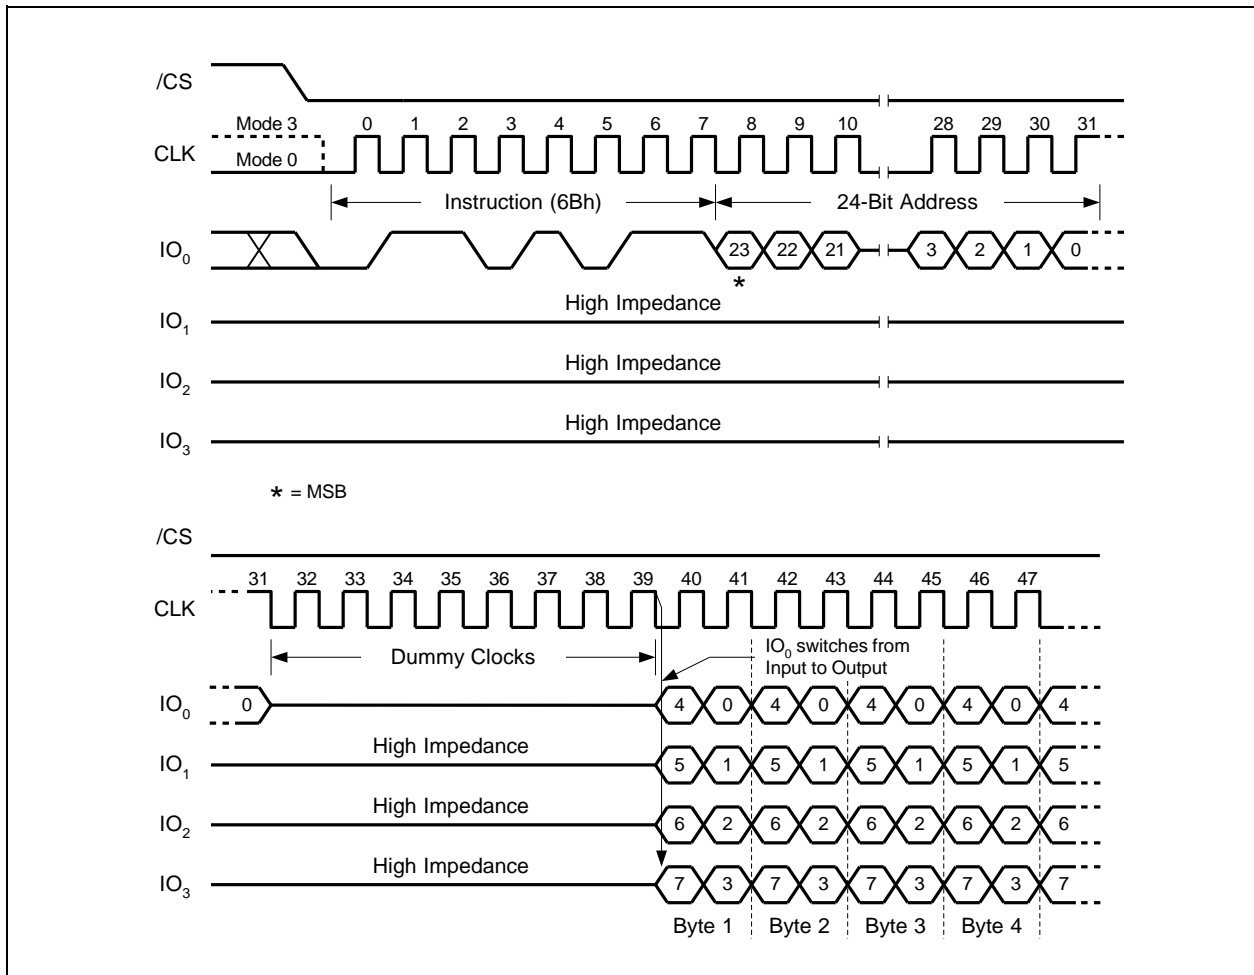 /CS
Mode 3 0 1 2 3 4 5 6 7 8 9 10 28 29 30 31
CLK
Mode 0
Instruction (6Bh) 24-Bit Address
IO0 23 22 21 3 2 1 0
*
High Impedance
IO1
High Impedance
IO2
High Impedance
IO3
* = MSB
/CS
31 32 33 34 35 36 37 38 39 40 41 42 43 44 45 46 47
CLK
IO0 switches from
Dummy Clocks Input to Output
IO0 0 4 0 4 0 4 0 4 0 4
High Impedance
IO1 5 1 5 1 5 1 5 1 5
High Impedance
IO2 6 2 6 2 6 2 6 2 6
High Impedance
IO3 7 3 7 3 7 3 7 3 7
Byte 1 Byte 2 Byte 3 Byte 4